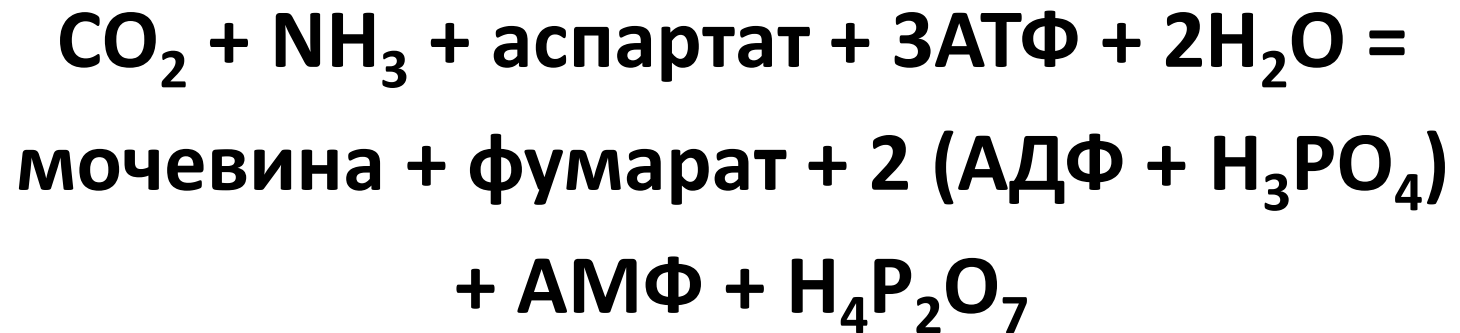 CO₂ + NH₃ + аспартат + 3АТФ + 2H₂O =
мочевина + фумарат + 2 (АДФ + H₃PO₄)
+ АМФ + H₄P₂O₇